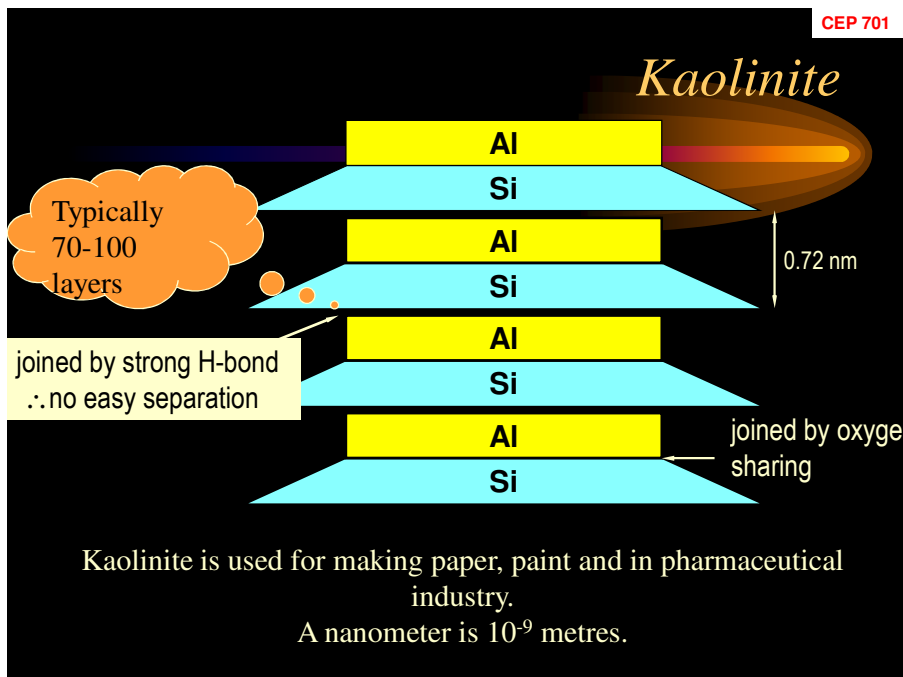 CEP 701
Kaolinite
Al
Si
Typically
70-100
layers
Al
Si
0.72 nm
joined by strong H-bond
∴no easy separation
Al
Si
Al
Si
joined by oxyge
sharing
Kaolinite is used for making paper, paint and in pharmaceutical
industry.
A nanometer is 10⁻⁹ metres.